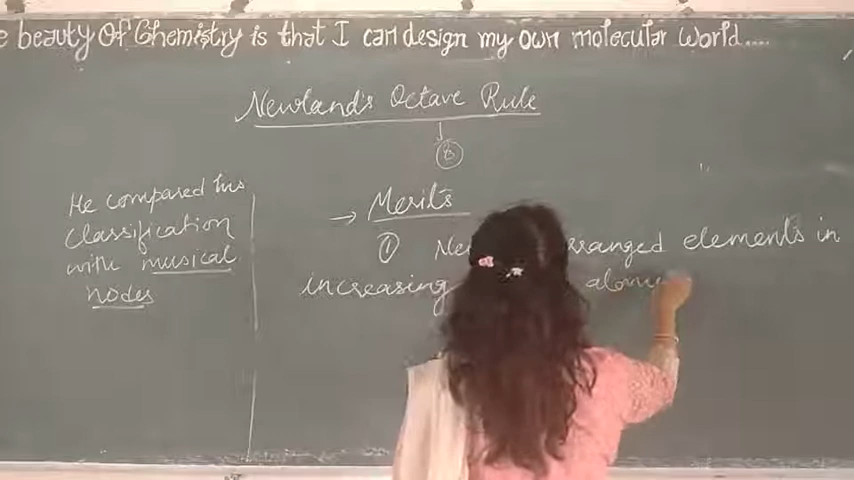 beauty Of Chemistry is that I can design my own molecular world....
Newland's Octave Rule
8
He compared his
classification
with musical
nodes
→ Merits
① elements in
increasing